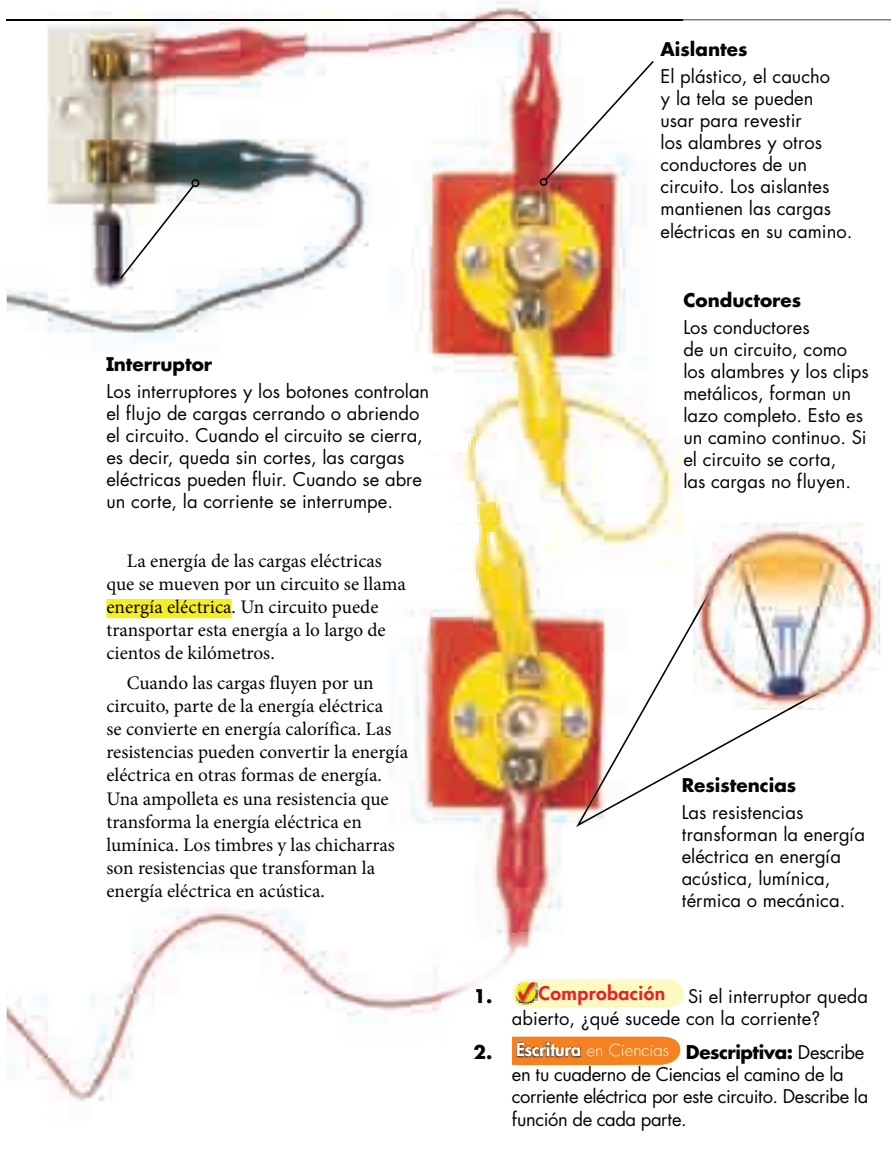 Aislantes
El plástico, el caucho
y la tela se pueden
usar para revestir
los alambres y otros
conductores de un
circuito. Los aislantes
mantienen las cargas
eléctricas en su camino.
Conductores
Los conductores
de un circuito, como
los alambres y los clips
metálicos, forman un
lazo completo. Esto es
un camino continuo. Si
el circuito se corta,
las cargas no fluyen.
Interruptor
Los interruptores y los botones controlan
el flujo de cargas cerrando o abriendo
el circuito. Cuando el circuito se cierra,
es decir, queda sin cortes, las cargas
eléctricas pueden fluir. Cuando se abre
un corte, la corriente se interrumpe.
La energía de las cargas eléctricas
que se mueven por un circuito se llama
energía eléctrica. Un circuito puede
transportar esta energía a lo largo de
cientos de kilómetros.
Cuando las cargas fluyen por un
circuito, parte de la energía eléctrica
se convierte en energía calorífica. Las
resistencias pueden convertir la energía
eléctrica en otras formas de energía.
Una ampolleta es una resistencia que
transforma la energía eléctrica en
lumínica. Los timbres y las chicharras
son resistencias que transforman la
energía eléctrica en acústica.
Resistencias
Las resistencias
transforman la energía
eléctrica en energía
acústica, lumínica,
térmica o mecánica.
1. Comprobación Si el interruptor queda
abierto, ¿qué sucede con la corriente?
2. Escritura en Ciencias Descriptiva: Describe
en tu cuaderno de Ciencias el camino de la
corriente eléctrica por este circuito. Describe la
función de cada parte.